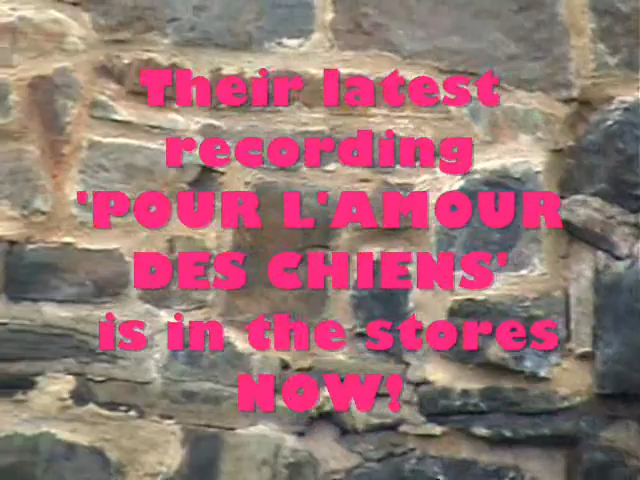 Their latest
recording
'POUR L'AMOUR
DES CHIENS'
is in the stores
NOW!